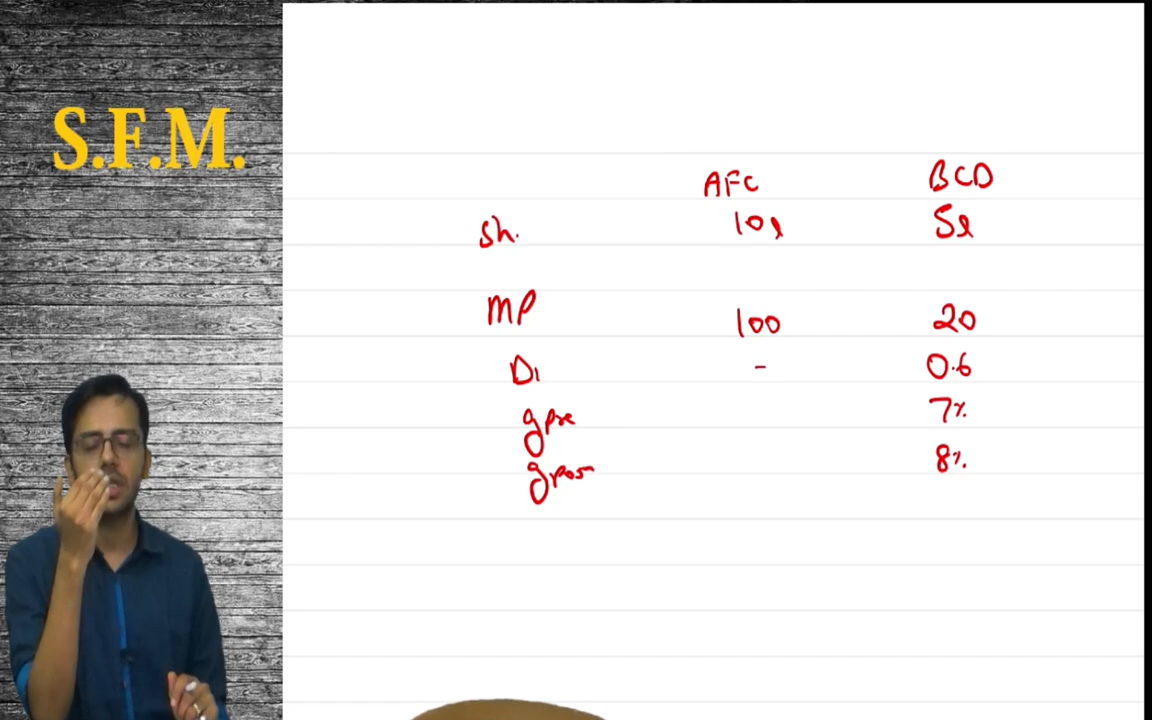 S.F.M.
AFC BCD
Sh. 10l 5l
MP 100 20
D1 - 0.6
gpre 7%
gpost 8%